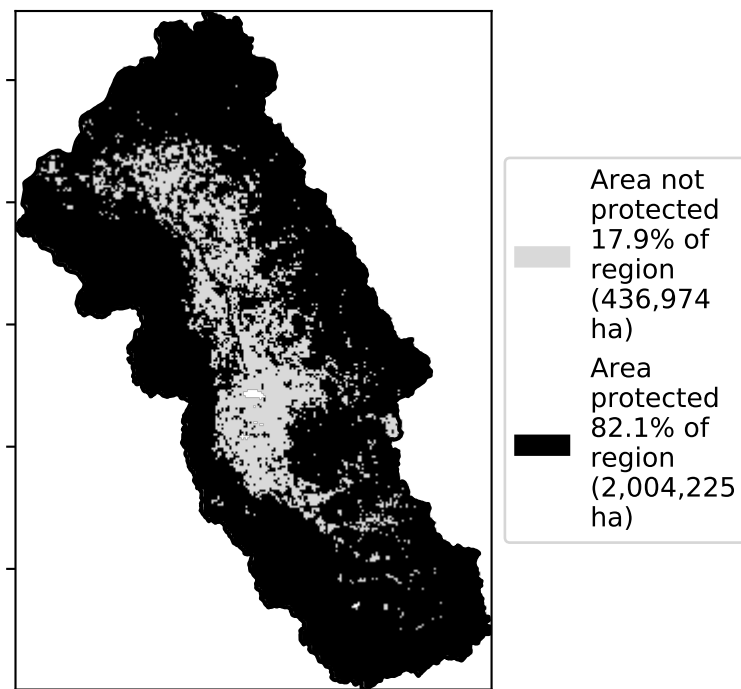 Area not
protected
17.9% of
region
(436,974
ha)
Area
protected
82.1% of
region
(2,004,225
ha)